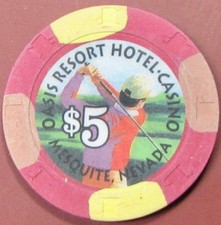 OASIS RESORT HOTEL·CASINO
$5
MESQUITE, NEVADA